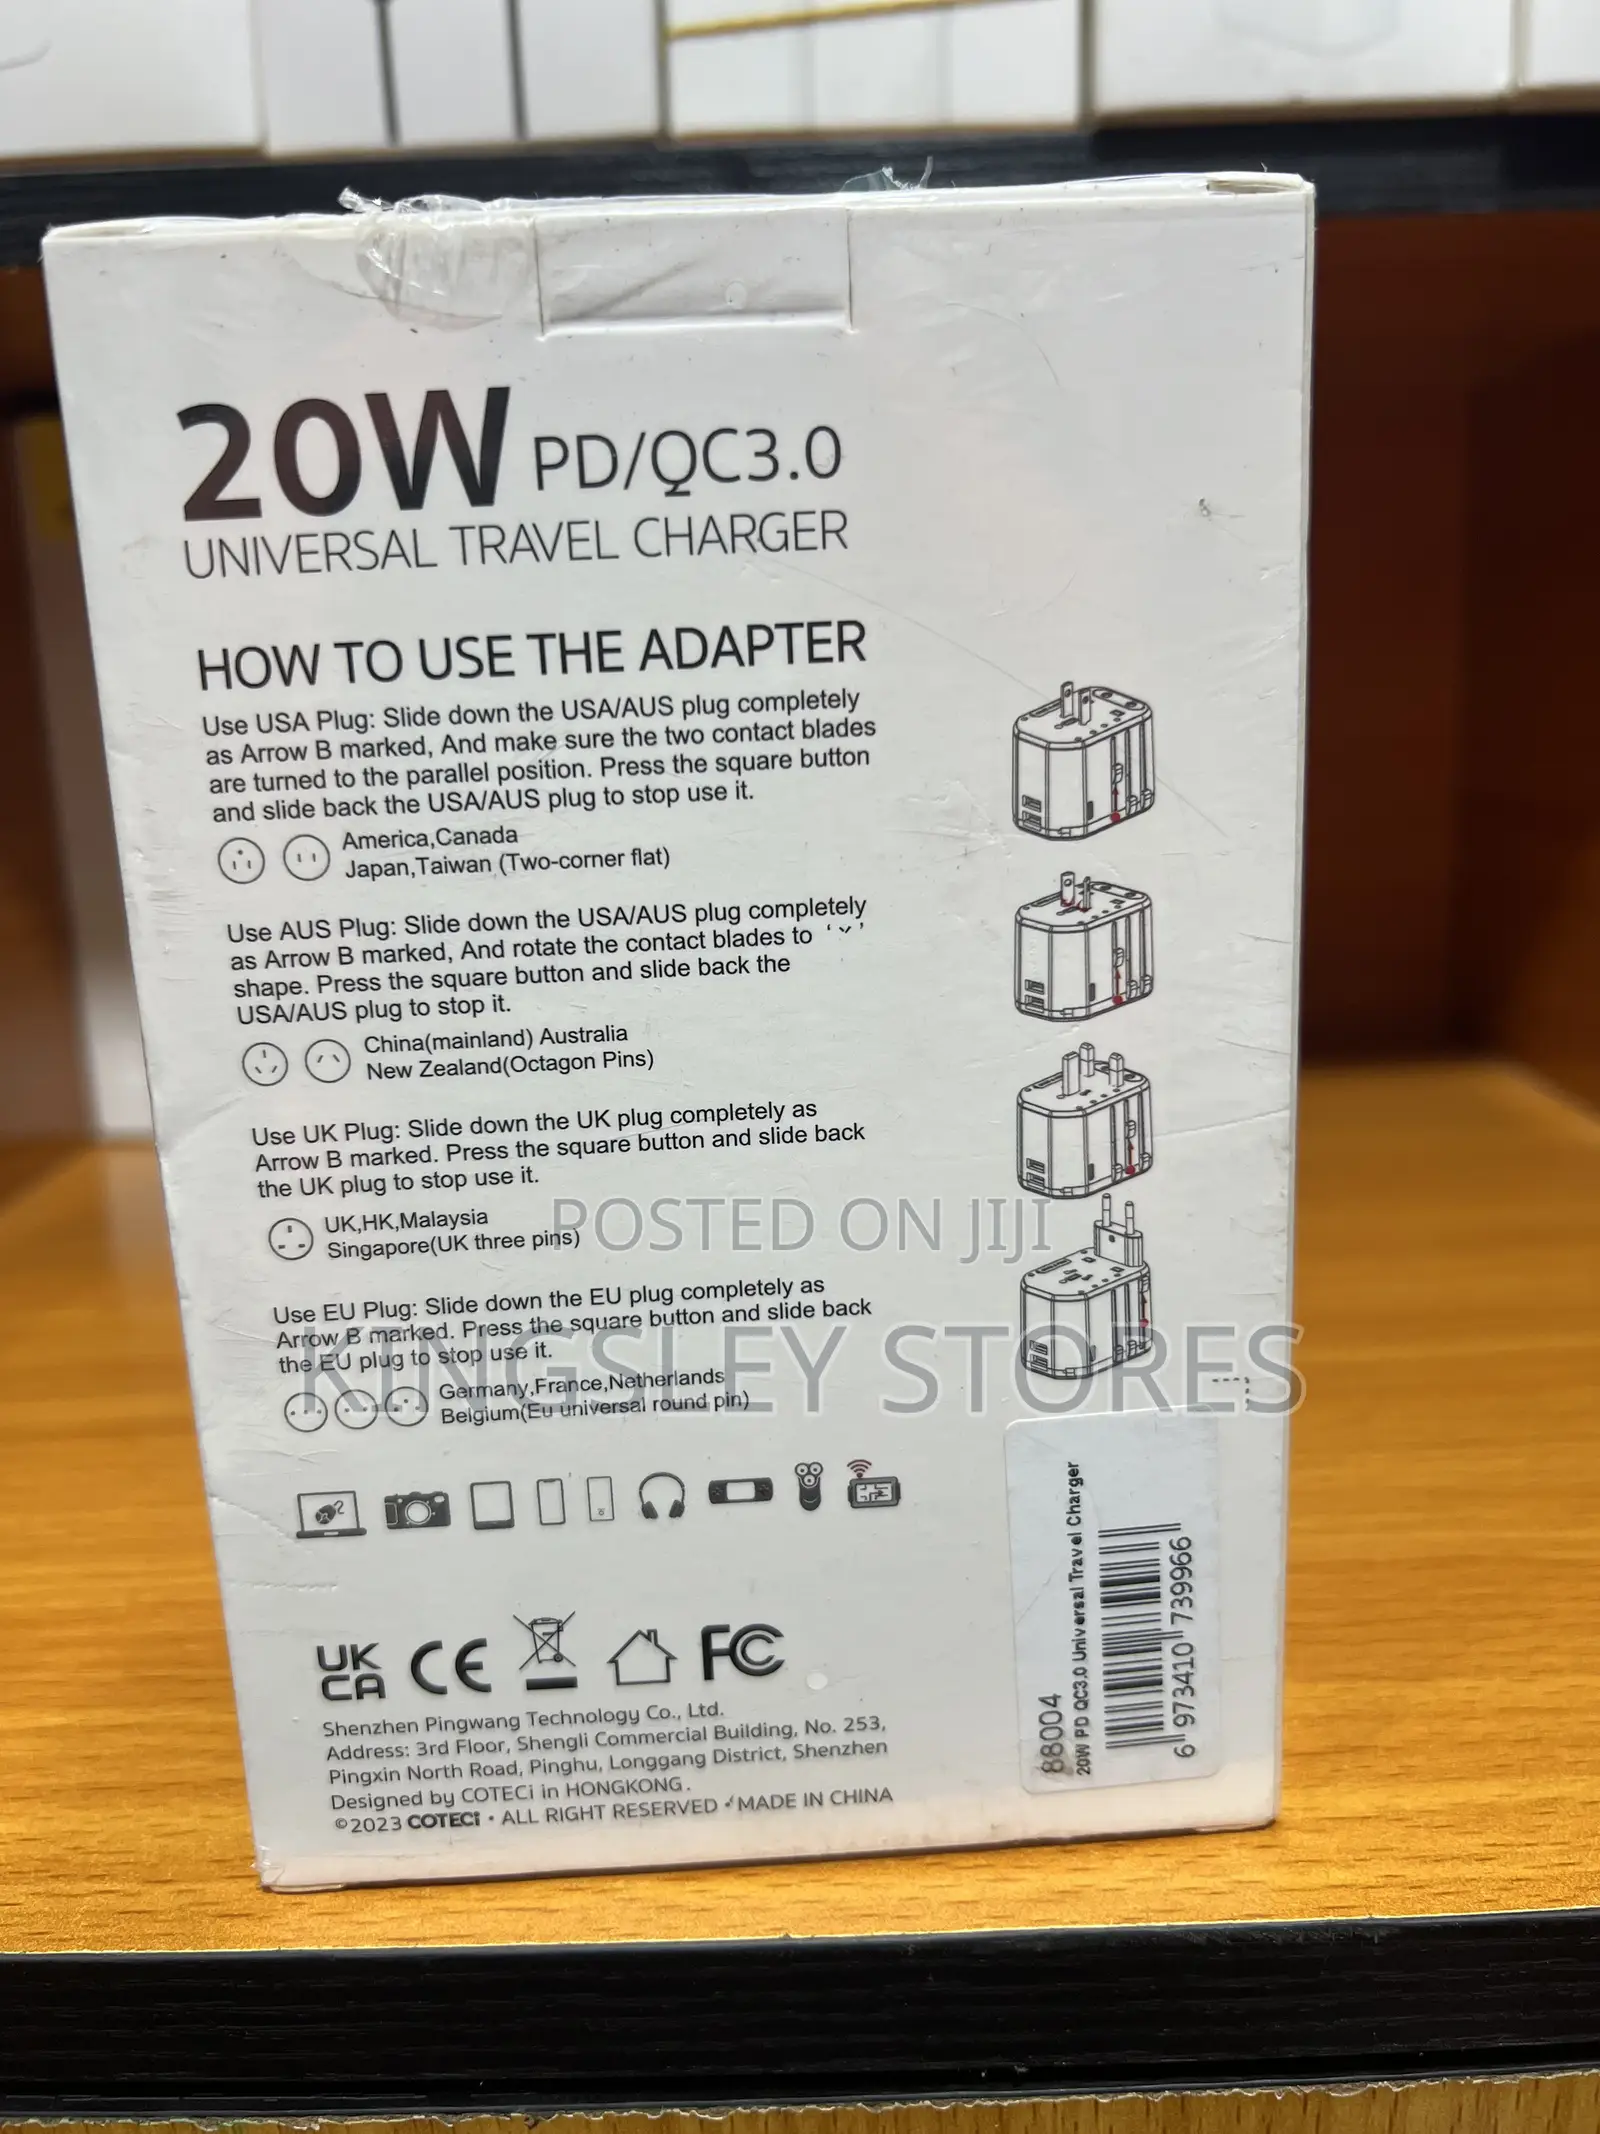 20W PD/QC3.0
UNIVERSAL TRAVEL CHARGER
HOW TO USE THE ADAPTER
Use USA Plug: Slide down the USA/AUS plug completely
as Arrow B marked, And make sure the two contact blades
are turned to the parallel position. Press the square button
and slide back the USA/AUS plug to stop use it.
America,Canada
Japan,Taiwan (Two-corner flat)
Use AUS Plug: Slide down the USA/AUS plug completely
as Arrow B marked, And rotate the contact blades to ‘ˇ’
shape. Press the square button and slide back the
USA/AUS plug to stop it.
China(mainland) Australia
New Zealand(Octagon Pins)
Use UK Plug: Slide down the UK plug completely as
Arrow B marked. Press the square button and slide back
the UK plug to stop use it.
UK,HK,Malaysia
Singapore(UK three pins)
POSTED ON JIJI
Use EU Plug: Slide down the EU plug completely as
Arrow B marked. Press the square button and slide back
the EU plug to stop use it.
KINGSLEY STORES
Germany,France,Netherlands
Belgium(Eu universal round pin)
UK
CA CE FC
Shenzhen Pingwang Technology Co., Ltd.
Address: 3rd Floor, Shengli Commercial Building, No. 253,
Pingxin North Road, Pinghu, Longgang District, Shenzhen
Designed by COTECi in HONGKONG.
©2023 COTECi • ALL RIGHT RESERVED MADE IN CHINA
88004
20W PD QC3.0 Universal Travel Charger
6 973410 739966